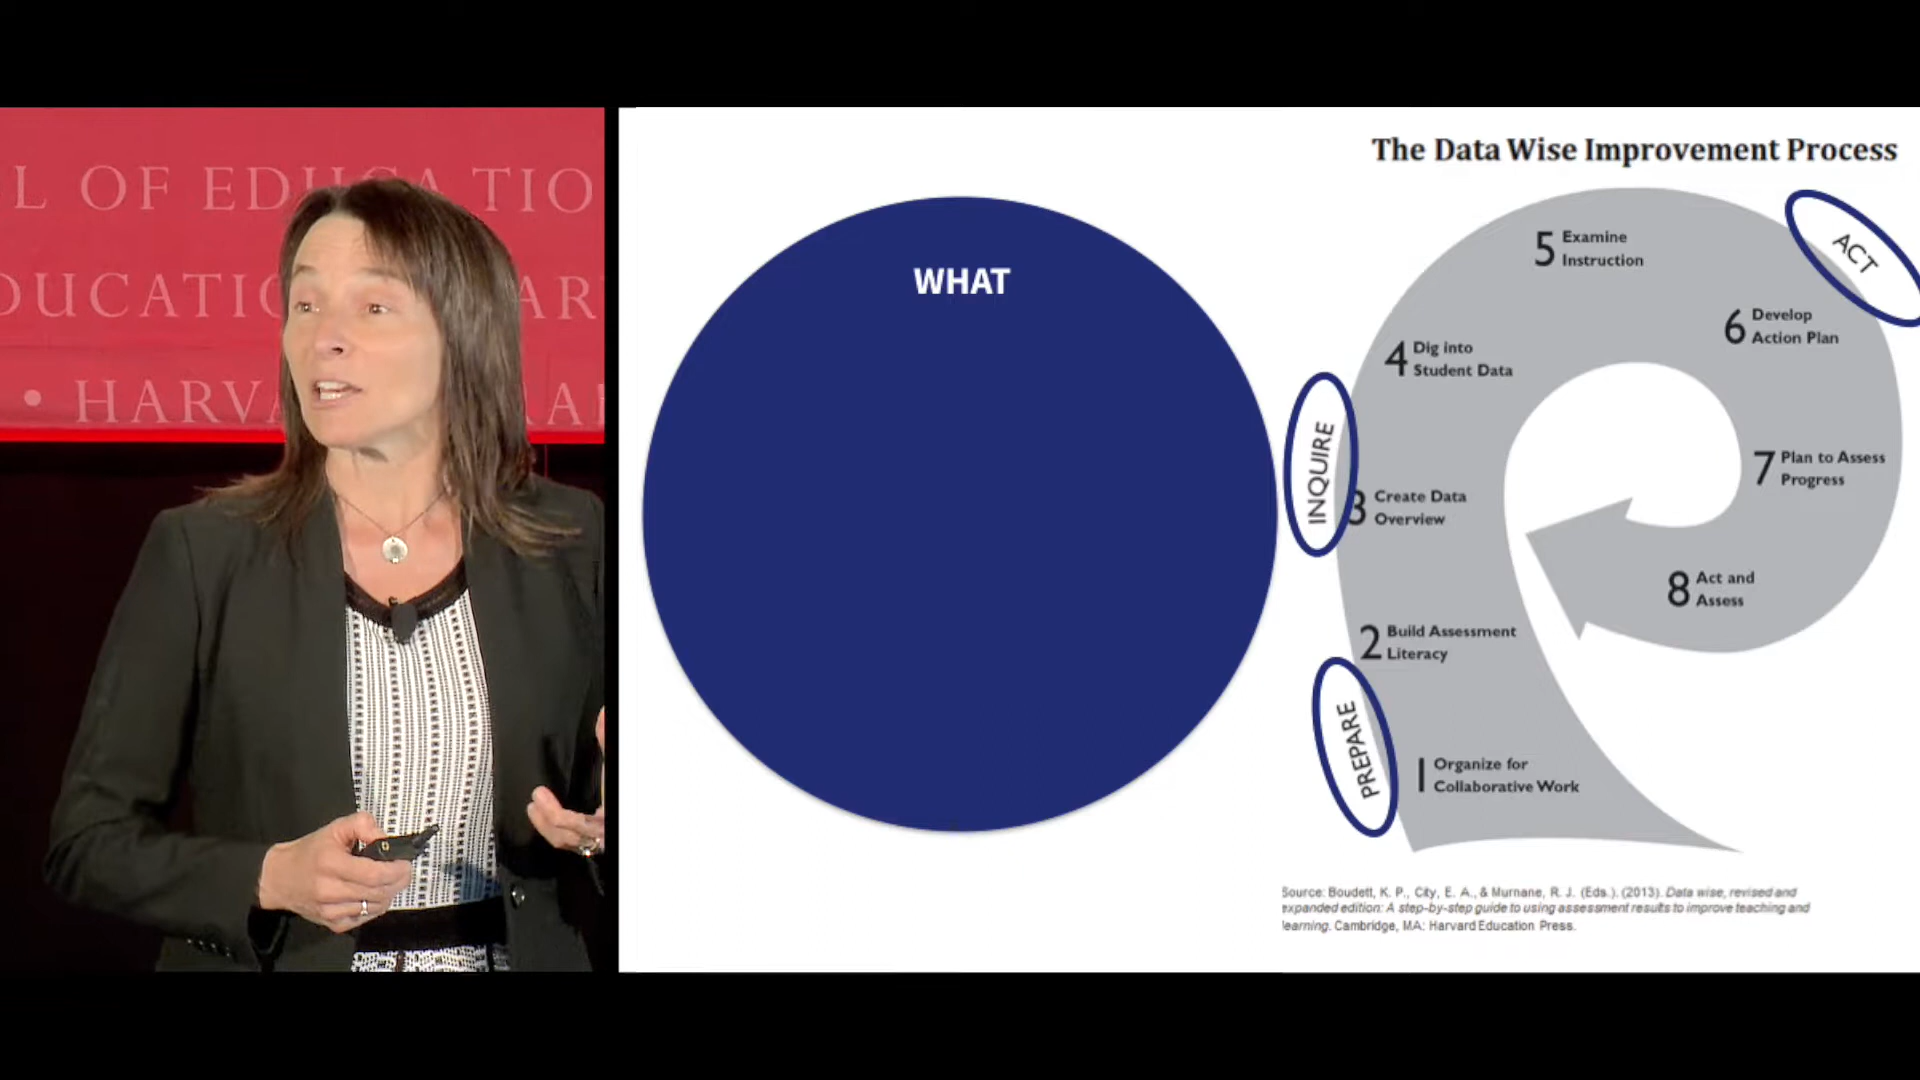 L OF EDUCATIO
DUCATIO
AR
• HARVA
RA
WHAT
The Data Wise Improvement Process
ACT
5 Examine
Instruction
6 Develop
Action Plan
4 Dig into
Student Data
INQUIRE
7 Plan to Assess
Progress
3 Create Data
Overview
8 Act and
Assess
2 Build Assessment
Literacy
PREPARE
1 Organize for
Collaborative Work
Source: Boudett, K. P., City, E. A., & Murnane, R. J. (Eds.). (2013). Data wise, revised and
expanded edition: A step-by-step guide to using assessment results to improve teaching and
learning. Cambridge, MA: Harvard Education Press.